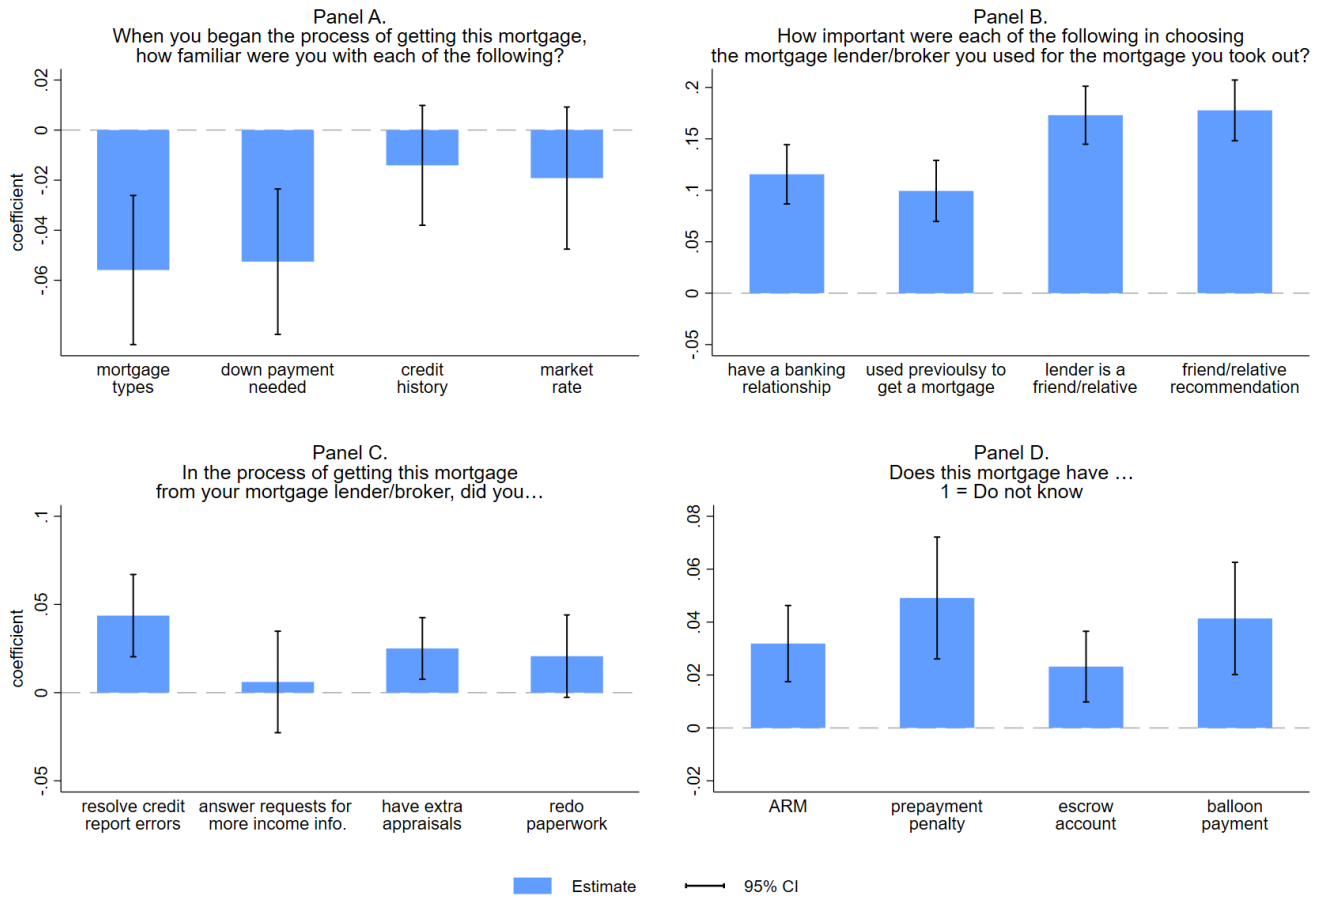 Panel A.
When you began the process of getting this mortgage,
how familiar were you with each of the following?
coefficient
.02
0
-.02
-.04
-.06
mortgage
types
down payment
needed
credit
history
market
rate
Panel B.
How important were each of the following in choosing
the mortgage lender/broker you used for the mortgage you took out?
.2
.15
.1
.05
0
-.05
have a banking
relationship
used previoulsy to
get a mortgage
lender is a
friend/relative
friend/relative
recommendation
Panel C.
In the process of getting this mortgage
from your mortgage lender/broker, did you…
coefficient
.1
.05
0
-.05
resolve credit
report errors
answer requests for
more income info.
have extra
appraisals
redo
paperwork
Panel D.
Does this mortgage have …
1 = Do not know
.08
.06
.04
.02
0
-.02
ARM
prepayment
penalty
escrow
account
balloon
payment
Estimate
95% CI